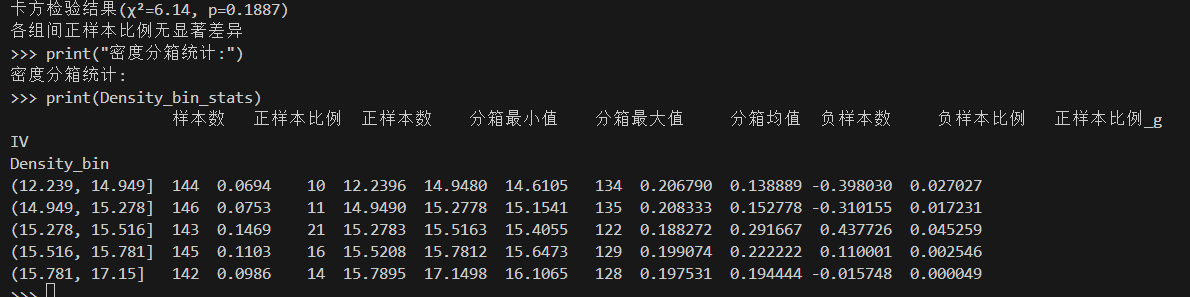 卡方检验结果(χ²=6.14, p=0.1887)
各组间正样本比例无显著差异
>>> print("密度分箱统计:")
密度分箱统计:
>>> print(Density_bin_stats)
样本数 正样本比例 正样本数 分箱最小值 分箱最大值 分箱均值 负样本数 负样本比例 正样本比例_g
IV
Density_bin
(12.239, 14.949] 144 0.0694 10 12.2396 14.9480 14.6105 134 0.206790 0.138889 -0.398030 0.027027
(14.949, 15.278] 146 0.0753 11 14.9490 15.2778 15.1541 135 0.208333 0.152778 -0.310155 0.017231
(15.278, 15.516] 143 0.1469 21 15.2783 15.5163 15.4055 122 0.188272 0.291667 0.437726 0.045259
(15.516, 15.781] 145 0.1103 16 15.5208 15.7812 15.6473 129 0.199074 0.222222 0.110001 0.002546
(15.781, 17.15] 142 0.0986 14 15.7895 17.1498 16.1065 128 0.197531 0.194444 -0.015748 0.000049
>>>